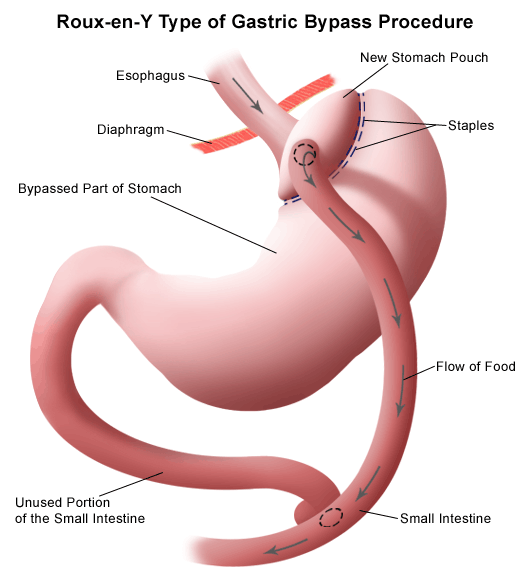 Roux-en-Y Type of Gastric Bypass Procedure
New Stomach Pouch
Esophagus
Staples
Diaphragm
Bypassed Part of Stomach
Flow of Food
Unused Portion
of the Small Intestine
Small Intestine